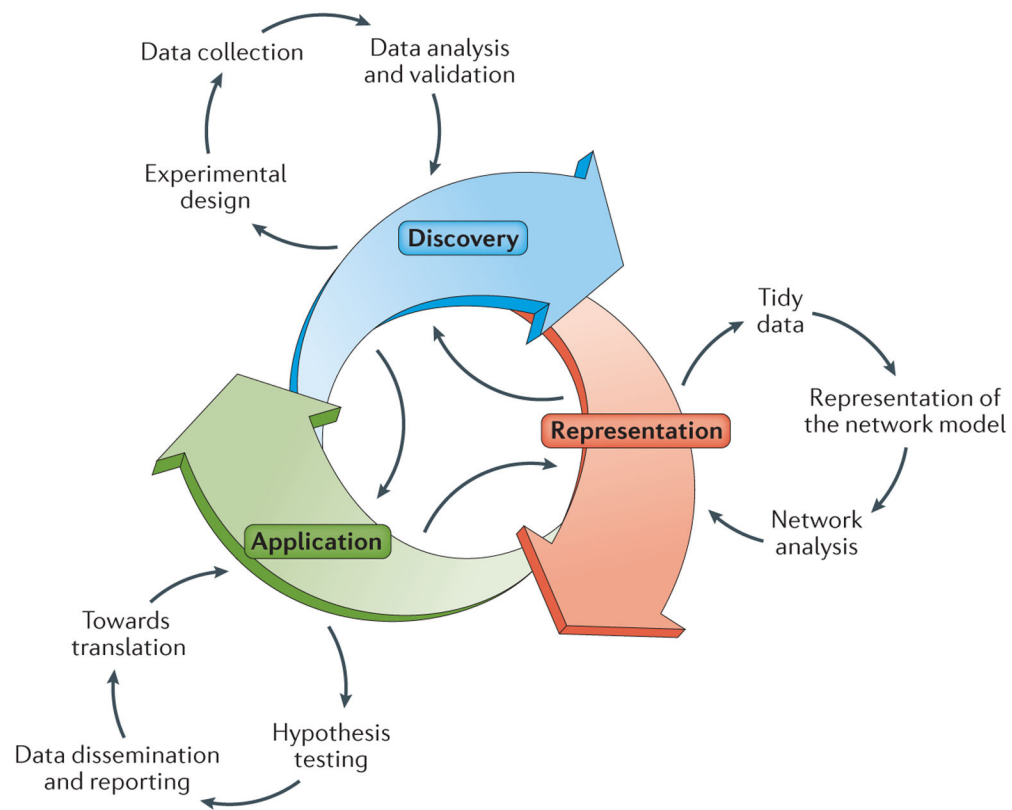 Data collection
Data analysis
and validation
Experimental
design
Discovery
Tidy
data
Representation of
the network model
Representation
Network
analysis
Application
Towards
translation
Hypothesis
testing
Data dissemination
and reporting